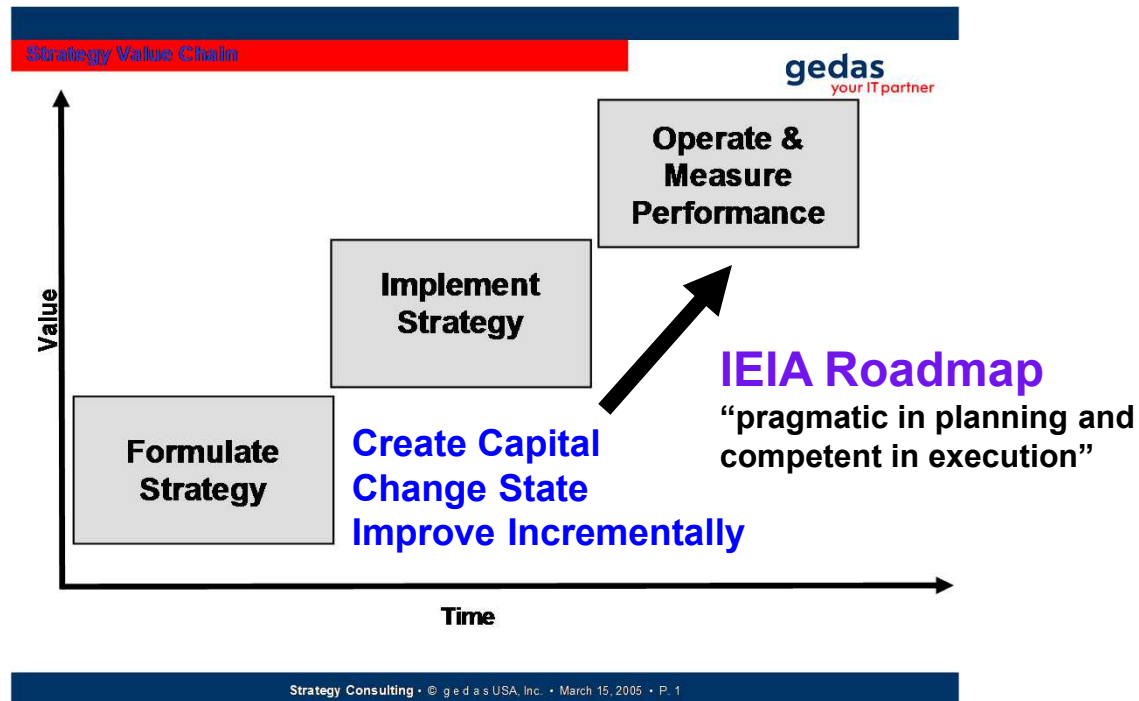 Strategy Value Chain
gedas
your IT partner
Operate &
Measure
Performance
Implement
Strategy
Value
IEIA Roadmap
“pragmatic in planning and
competent in execution”
Formulate
Strategy
Create Capital
Change State
Improve Incrementally
Time
Strategy Consulting • © g e d a s USA, Inc. • March 15, 2005 • P. 1